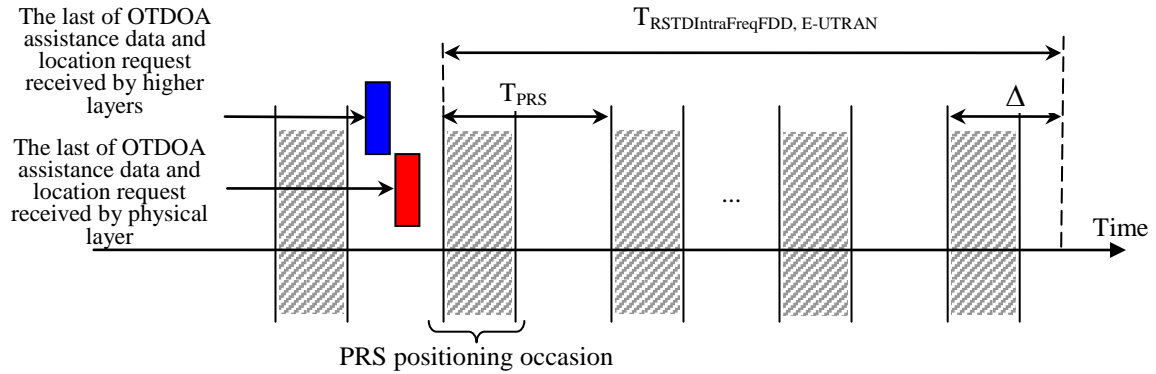 The last of OTDOA
assistance data and
location request
received by higher
layers
The last of OTDOA
assistance data and
location request
received by physical
layer
T_RSTDIntraFreqFDD, E-UTRAN
T_PRS
Δ
...
Time
PRS positioning occasion